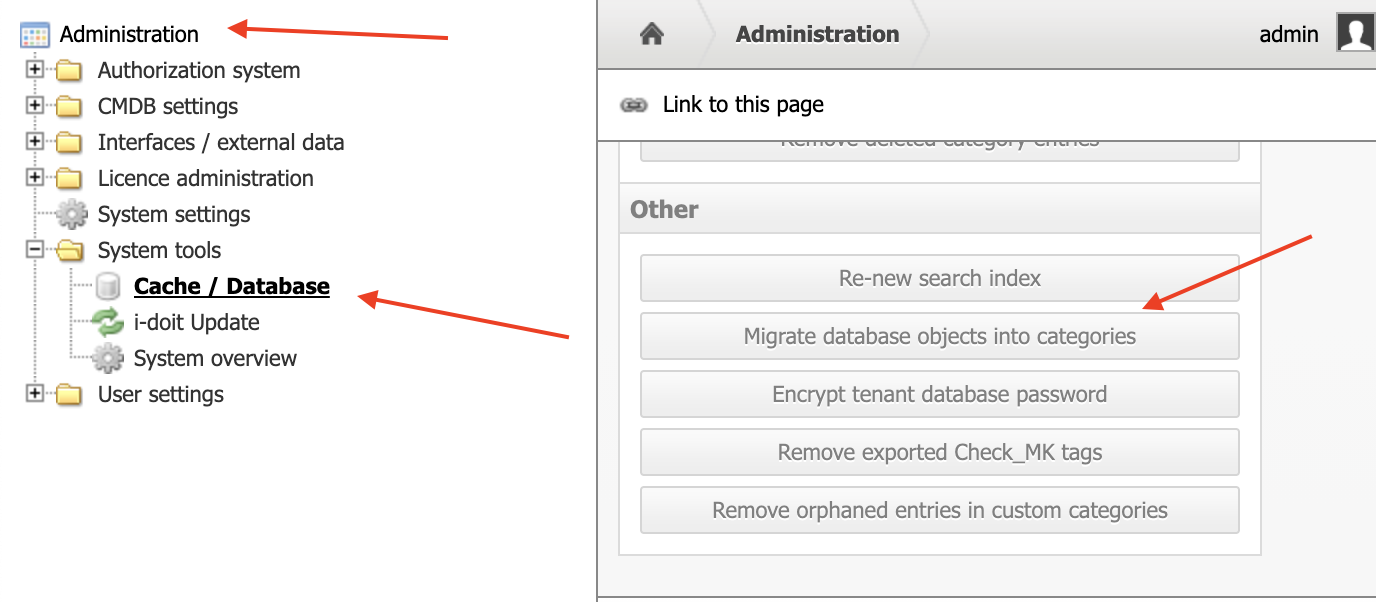 Administration
Authorization system
CMDB settings
Interfaces / external data
Licence administration
System settings
System tools
Cache / Database
i-doit Update
System overview
User settings
Administration
admin
Link to this page
Remove deleted category entries
Other
Re-new search index
Migrate database objects into categories
Encrypt tenant database password
Remove exported Check_MK tags
Remove orphaned entries in custom categories